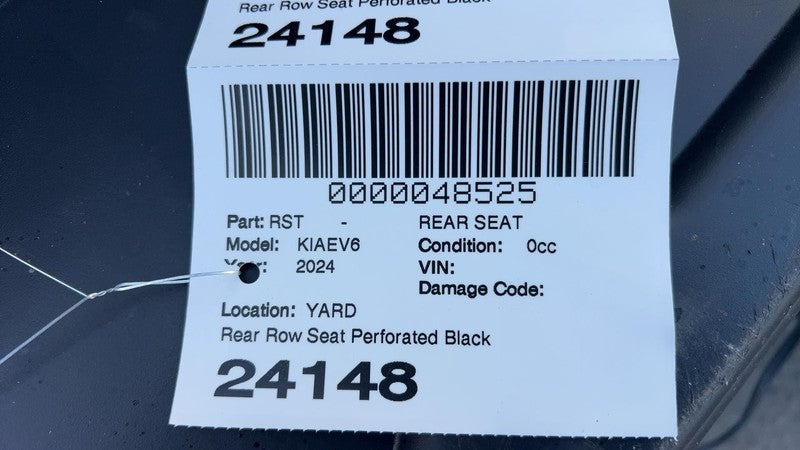 Rear Row Seat Perforated Black
24148
0000048525
Part: RST - REAR SEAT
Model: KIAEV6 Condition: 0cc
Year: 2024 VIN:
Damage Code:
Location: YARD
Rear Row Seat Perforated Black
24148